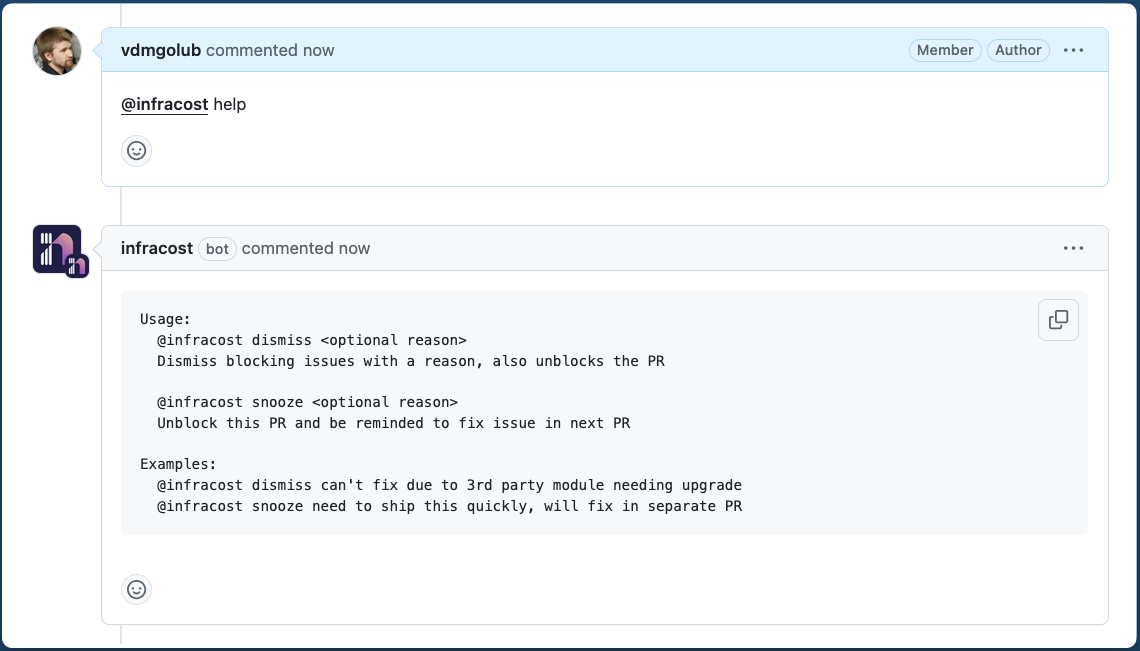 vdmgolub commented now Member Author
@infracost help
infracost bot commented now
Usage:
@infracost dismiss <optional reason>
Dismiss blocking issues with a reason, also unblocks the PR
@infracost snooze <optional reason>
Unblock this PR and be reminded to fix issue in next PR
Examples:
@infracost dismiss can't fix due to 3rd party module needing upgrade
@infracost snooze need to ship this quickly, will fix in separate PR